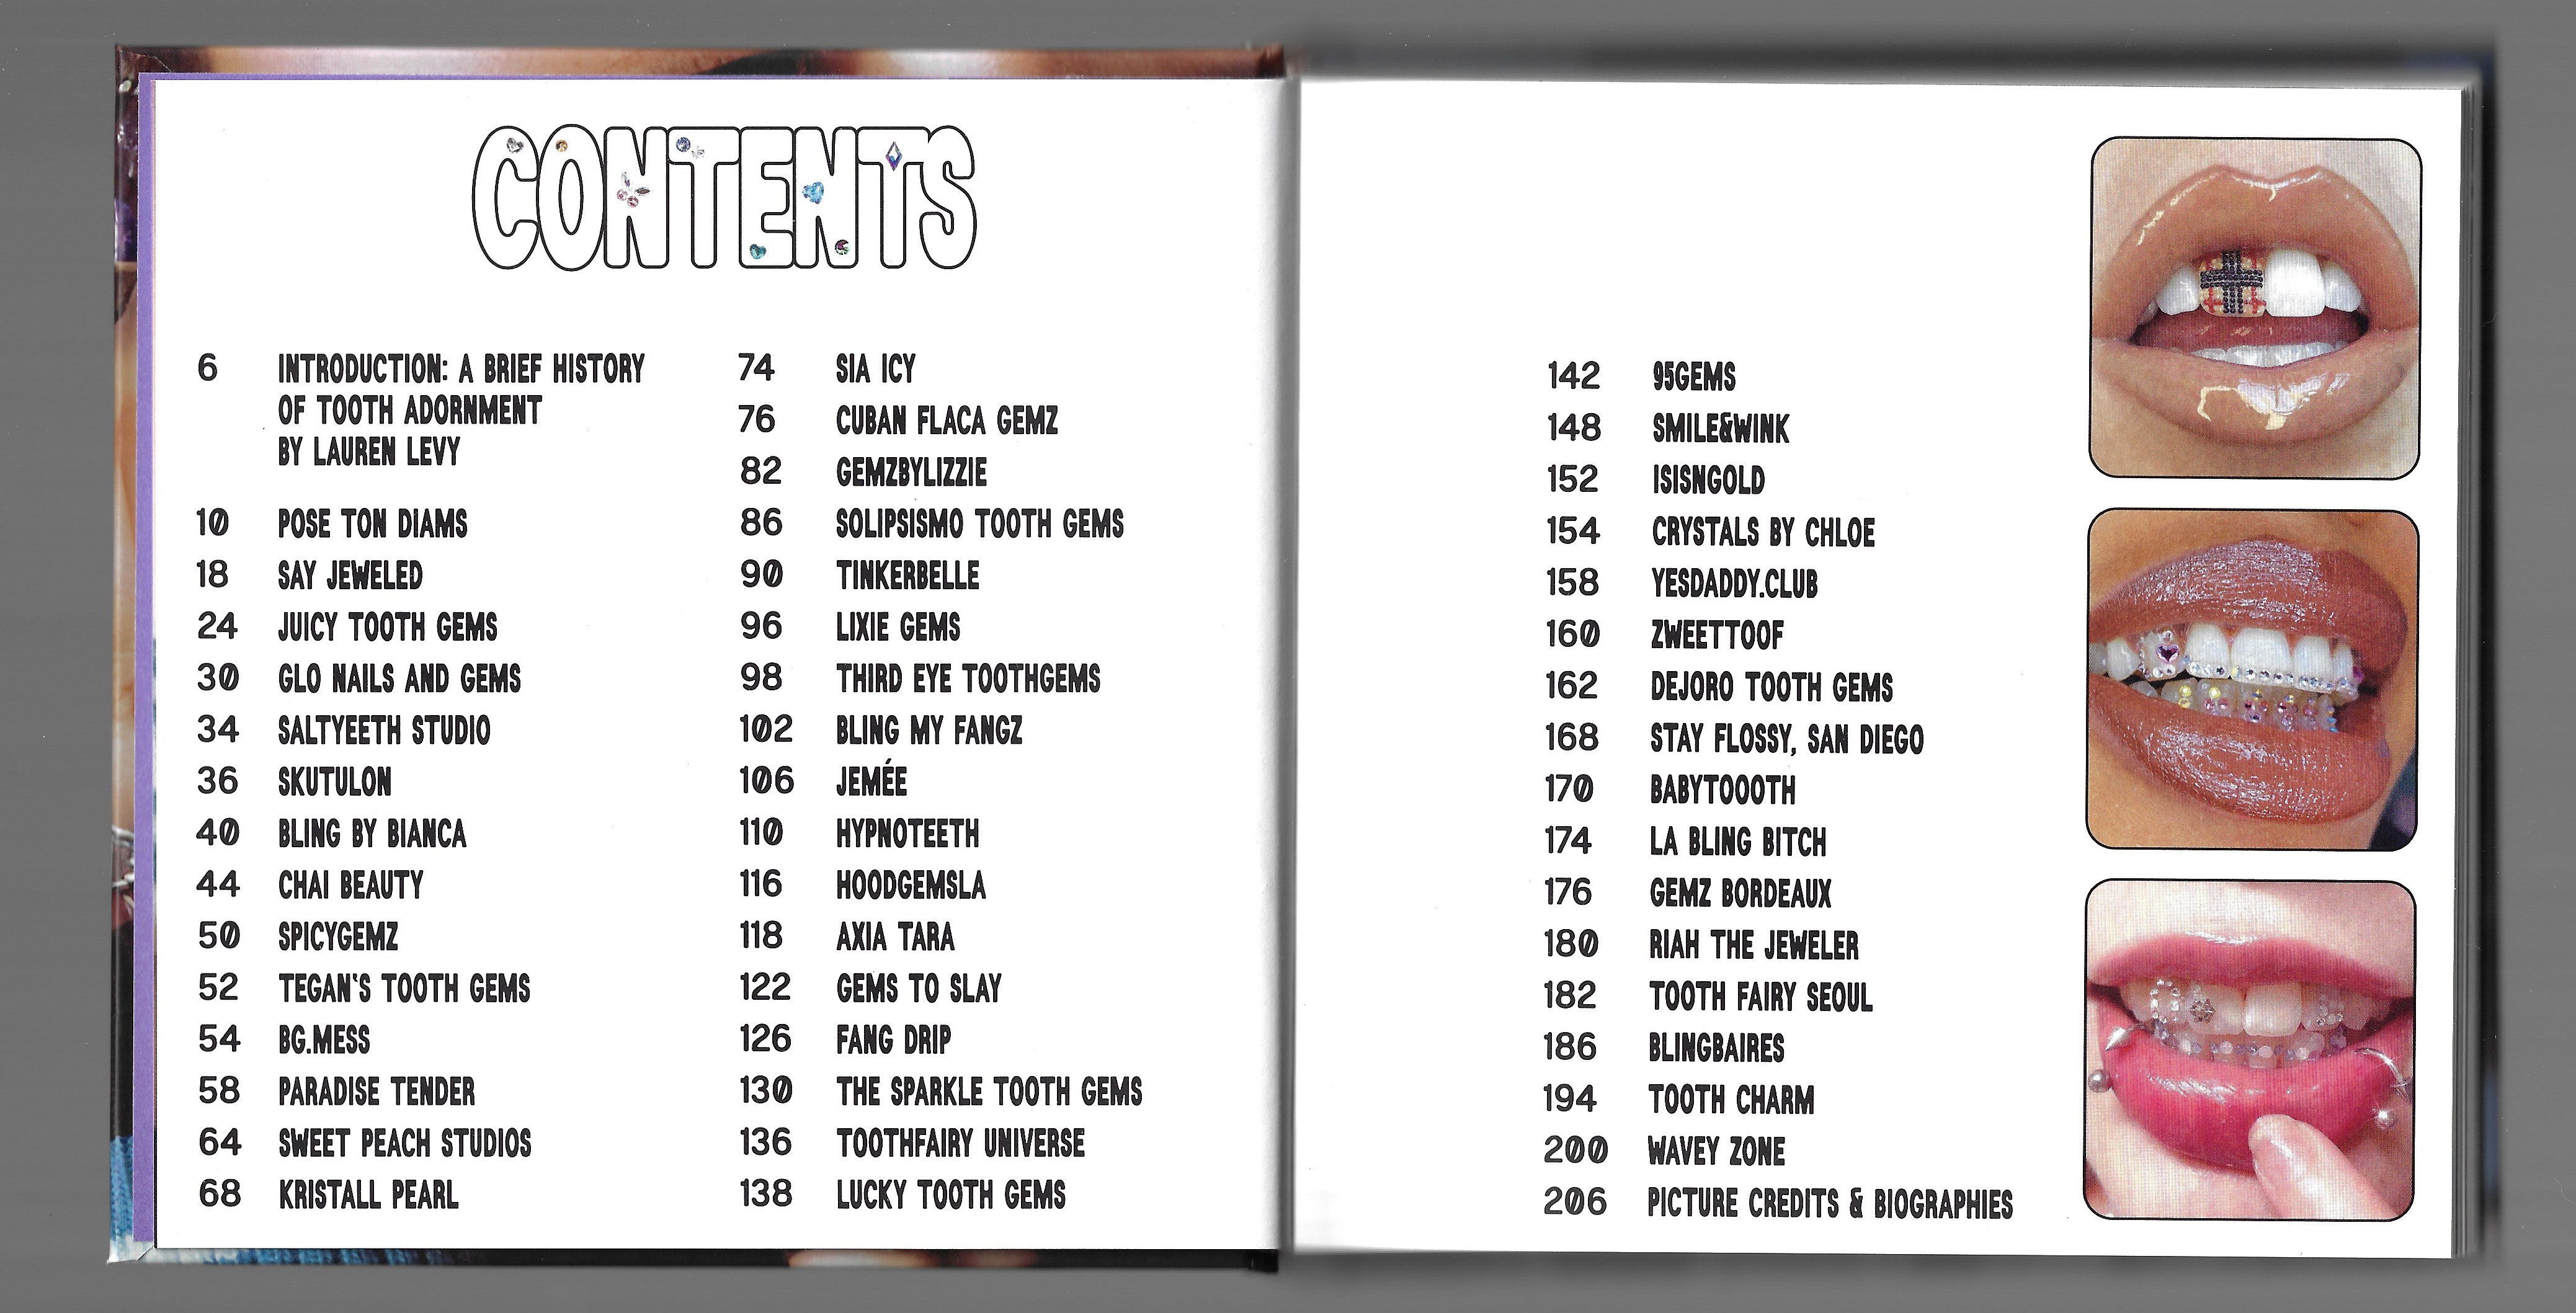 CONTENTS
6 INTRODUCTION: A BRIEF HISTORY
OF TOOTH ADORNMENT
BY LAUREN LEVY
10 POSE TON DIAMS
18 SAY JEWELED
24 JUICY TOOTH GEMS
30 GLO NAILS AND GEMS
34 SALTYEETH STUDIO
36 SKUTULON
40 BLING BY BIANCA
44 CHAI BEAUTY
50 SPICYGEMZ
52 TEGAN'S TOOTH GEMS
54 BG.MESS
58 PARADISE TENDER
64 SWEET PEACH STUDIOS
68 KRISTALL PEARL
74 SIA ICY
76 CUBAN FLACA GEMZ
82 GEMZBYLIZZIE
86 SOLIPSISMO TOOTH GEMS
90 TINKERBELLE
96 LIXIE GEMS
98 THIRD EYE TOOTHGEMS
102 BLING MY FANGZ
106 JEMÉE
110 HYPNOTEETH
116 HOODGEMSLA
118 AXIA TARA
122 GEMS TO SLAY
126 FANG DRIP
130 THE SPARKLE TOOTH GEMS
136 TOOTHFAIRY UNIVERSE
138 LUCKY TOOTH GEMS
142 95GEMS
148 SMILE&WINK
152 ISISNGOLD
154 CRYSTALS BY CHLOE
158 YESDADDY.CLUB
160 ZWEETTOOF
162 DEJORO TOOTH GEMS
168 STAY FLOSSY, SAN DIEGO
170 BABYTOOOTH
174 LA BLING BITCH
176 GEMZ BORDEAUX
180 RIAH THE JEWELER
182 TOOTH FAIRY SEOUL
186 BLINGBAIRES
194 TOOTH CHARM
200 WAVEY ZONE
206 PICTURE CREDITS & BIOGRAPHIES